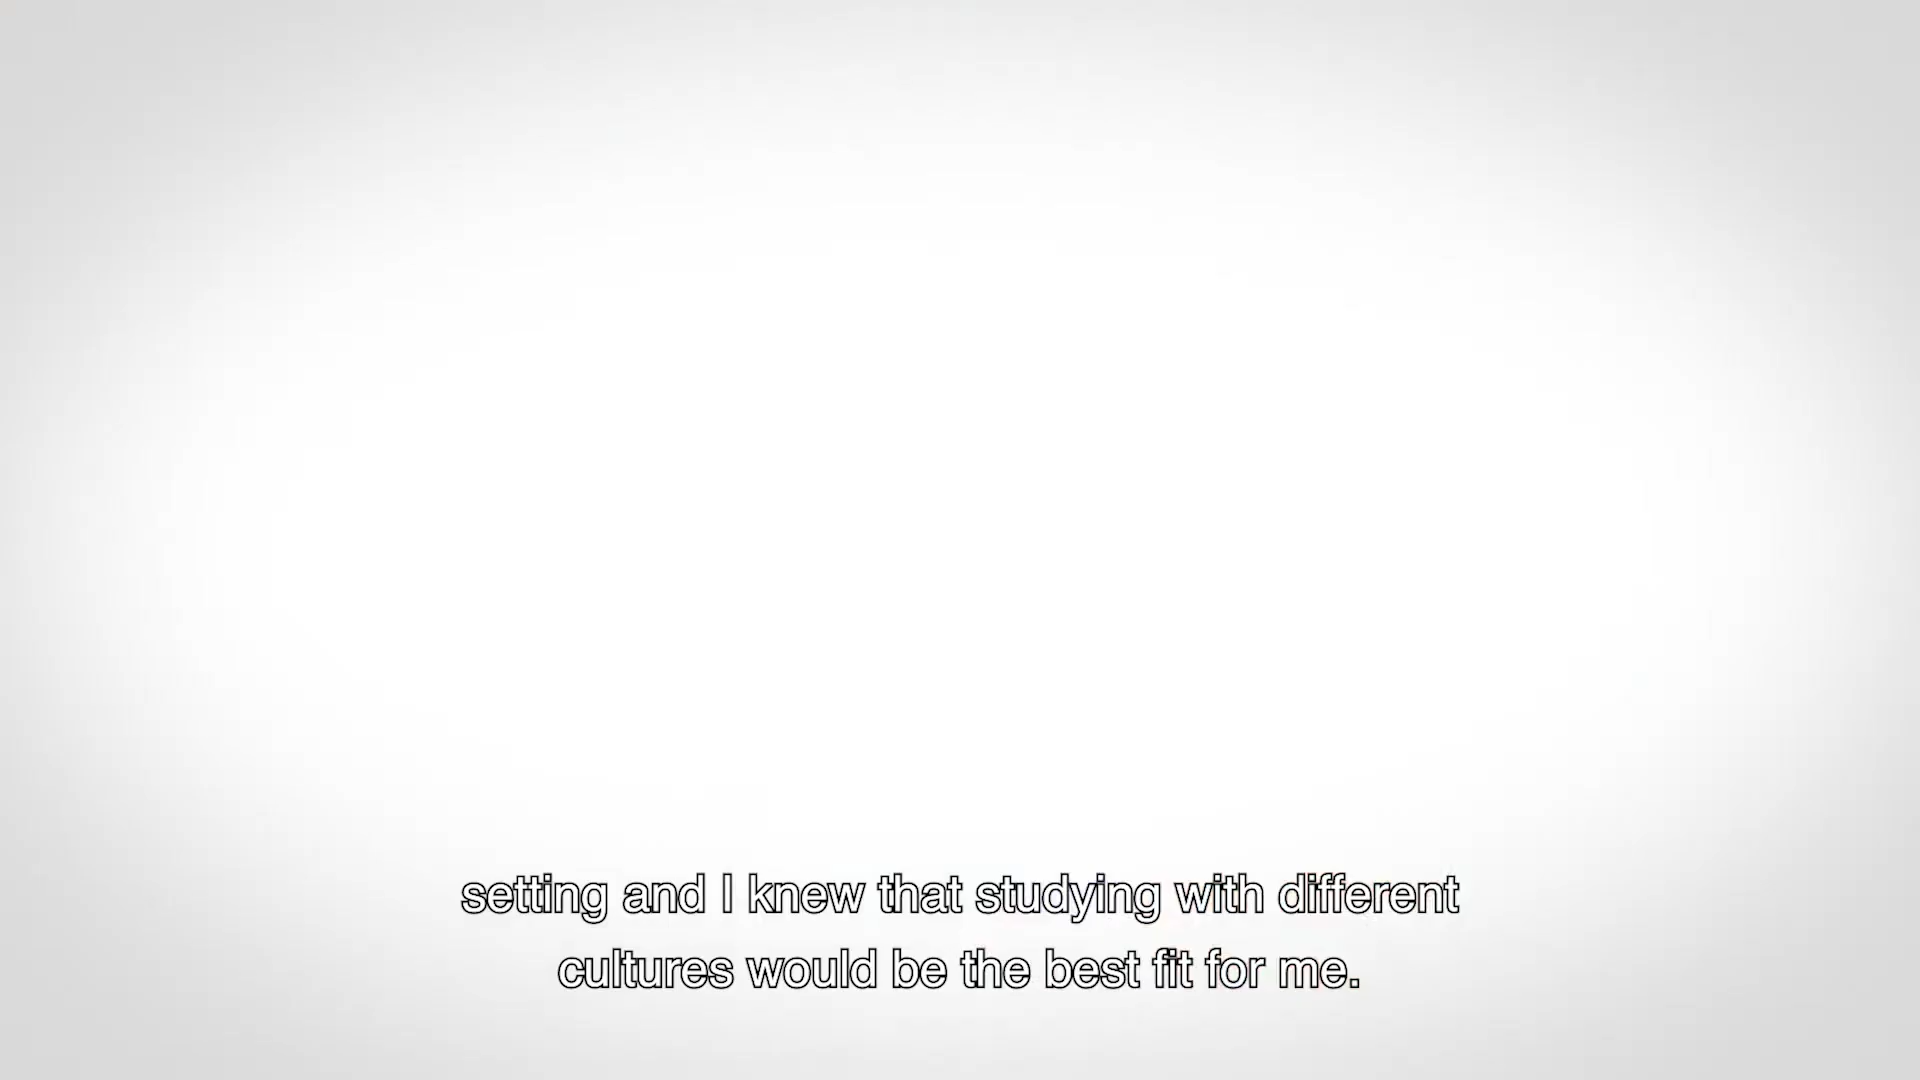 setting and I knew that studying with different
cultures would be the best fit for me.